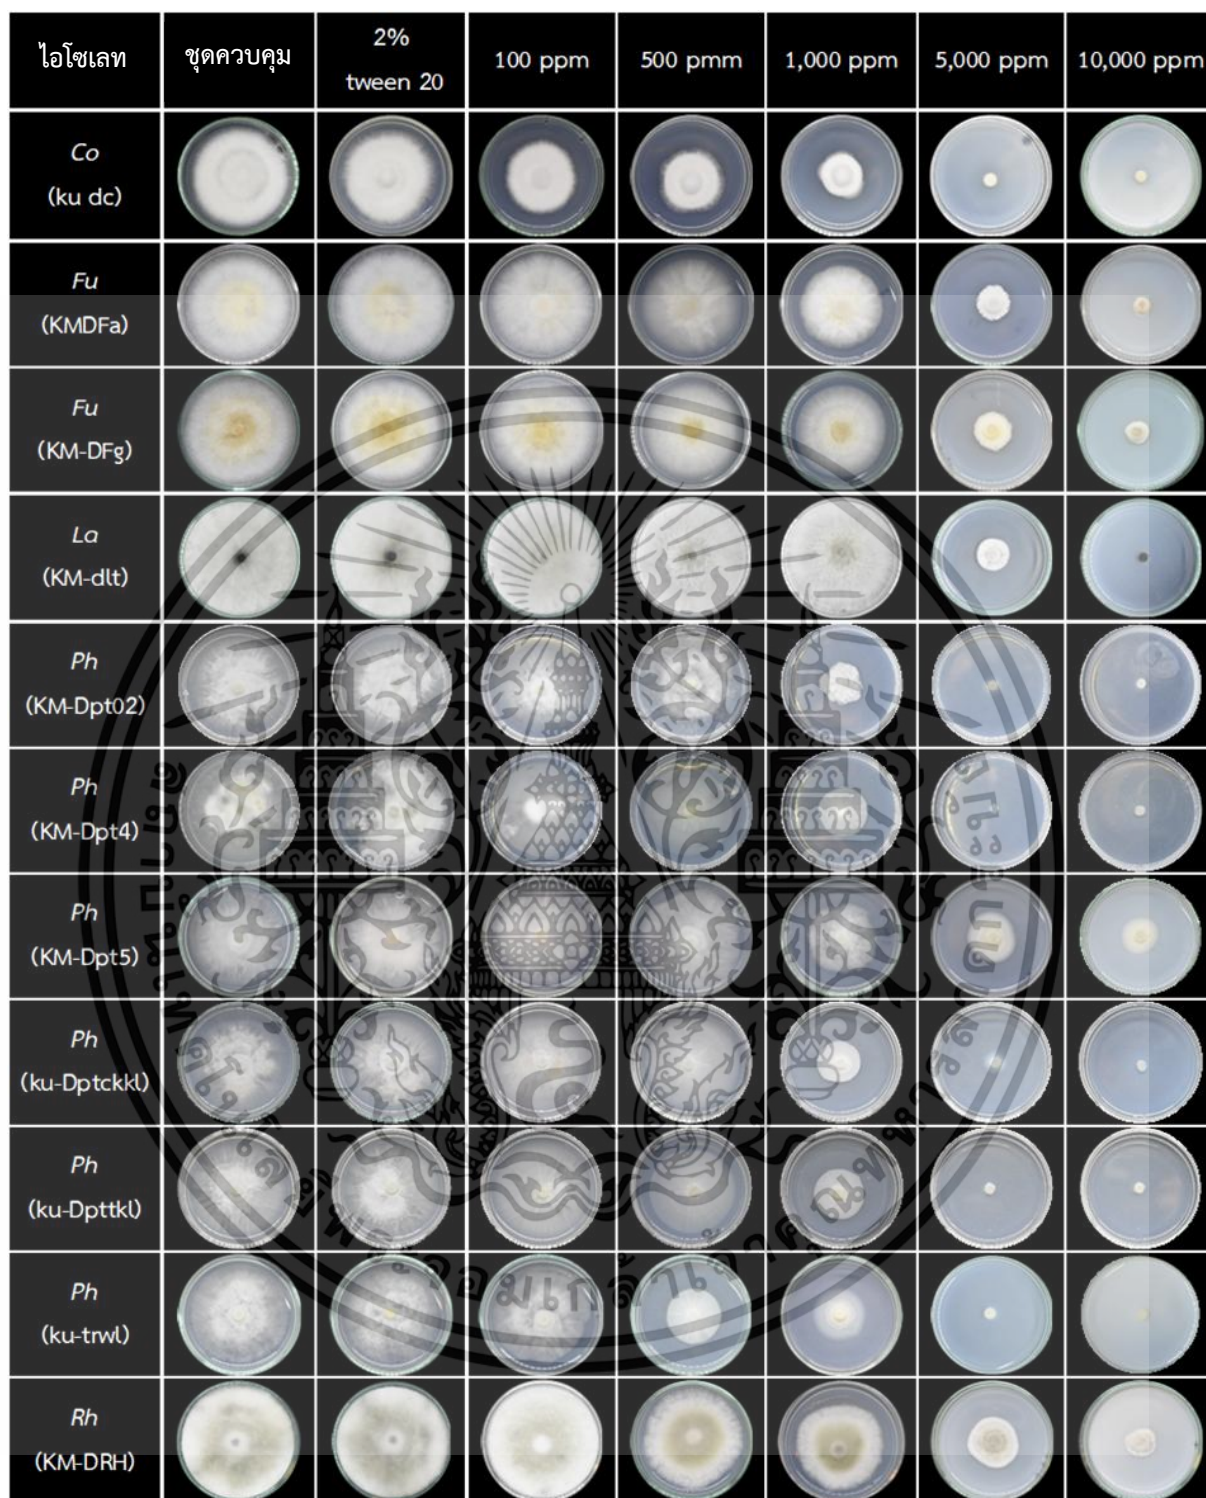 ไอโซเลท ชุดควบคุม 2% tween 20 100 ppm 500 pmm 1,000 ppm 5,000 ppm 10,000 ppm
Co
(ku dc)
Fu
(KMDFa)
Fu
(KM-DFg)
La
(KM-dlt)
Ph
(KM-Dpt02)
Ph
(KM-Dpt4)
Ph
(KM-Dpt5)
Ph
(ku-Dptckkl)
Ph
(ku-Dpttkl)
Ph
(ku-trwl)
Rh
(KM-DRH)